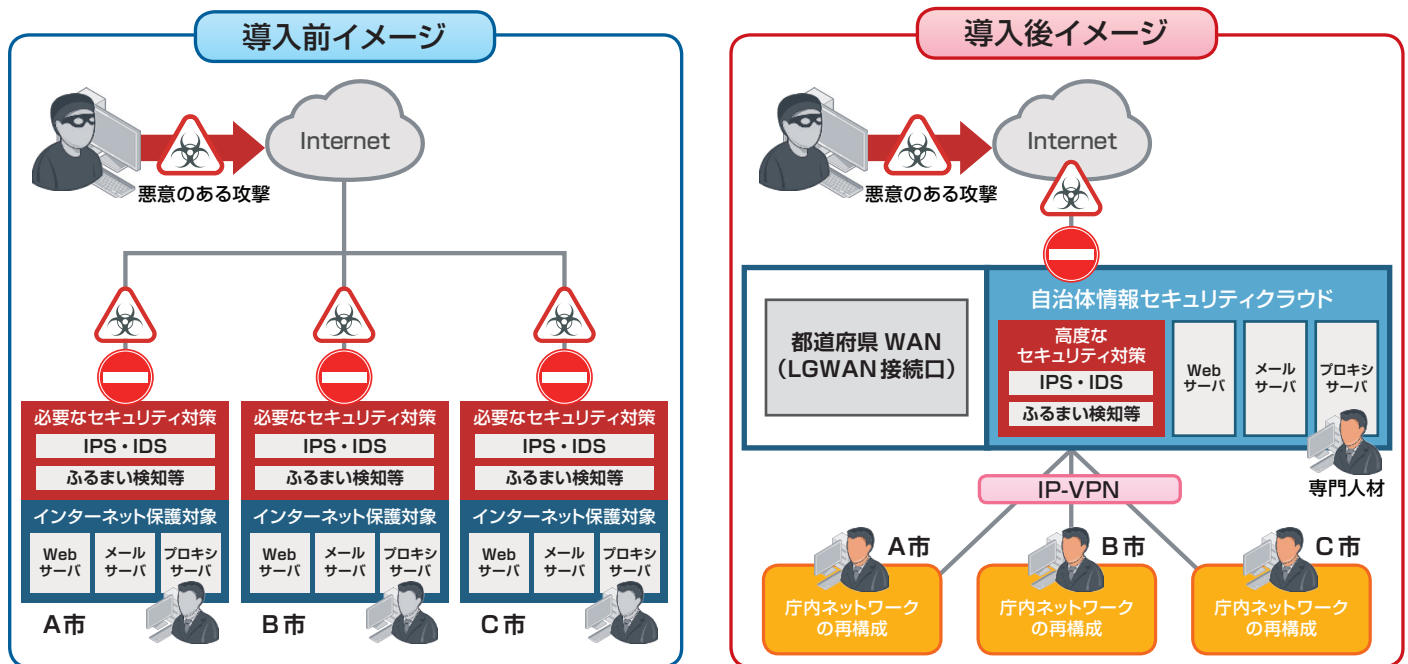 導入前イメージ
Internet
悪意のある攻撃
必要なセキュリティ対策
IPS・IDS
ふるまい検知等
インターネット保護対象
Web
サーバ
メール
サーバ
プロキシ
サーバ
A市
必要なセキュリティ対策
IPS・IDS
ふるまい検知等
インターネット保護対象
Web
サーバ
メール
サーバ
プロキシ
サーバ
B市
必要なセキュリティ対策
IPS・IDS
ふるまい検知等
インターネット保護対象
Web
サーバ
メール
サーバ
プロキシ
サーバ
C市
導入後イメージ
Internet
悪意のある攻撃
都道府県 WAN
（LGWAN 接続口）
自治体情報セキュリティクラウド
高度な
セキュリティ対策
IPS・IDS
ふるまい検知等
Web
サーバ
メール
サーバ
プロキシ
サーバ
専門人材
IP-VPN
A市
庁内ネットワーク
の再構成
B市
庁内ネットワーク
の再構成
C市
庁内ネットワーク
の再構成